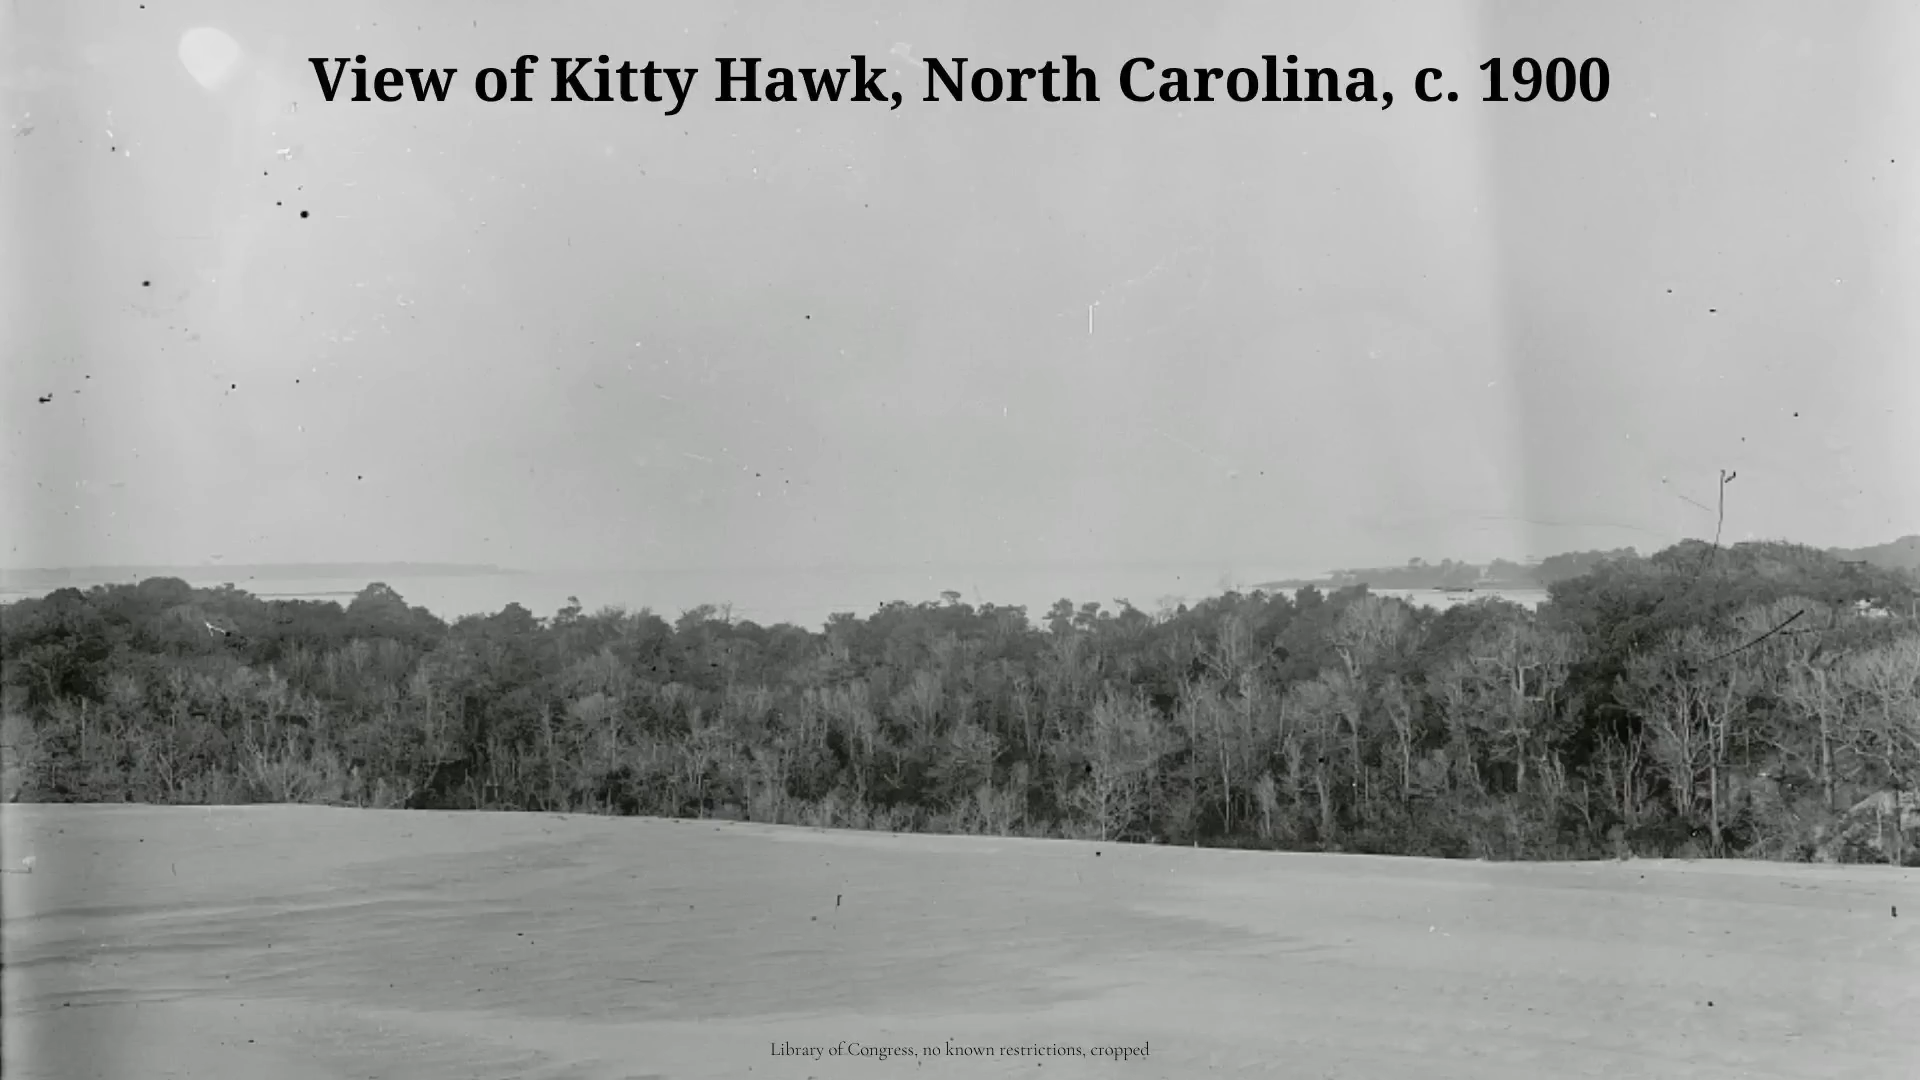 View of Kitty Hawk, North Carolina, c. 1900
Library of Congress, no known restrictions, cropped